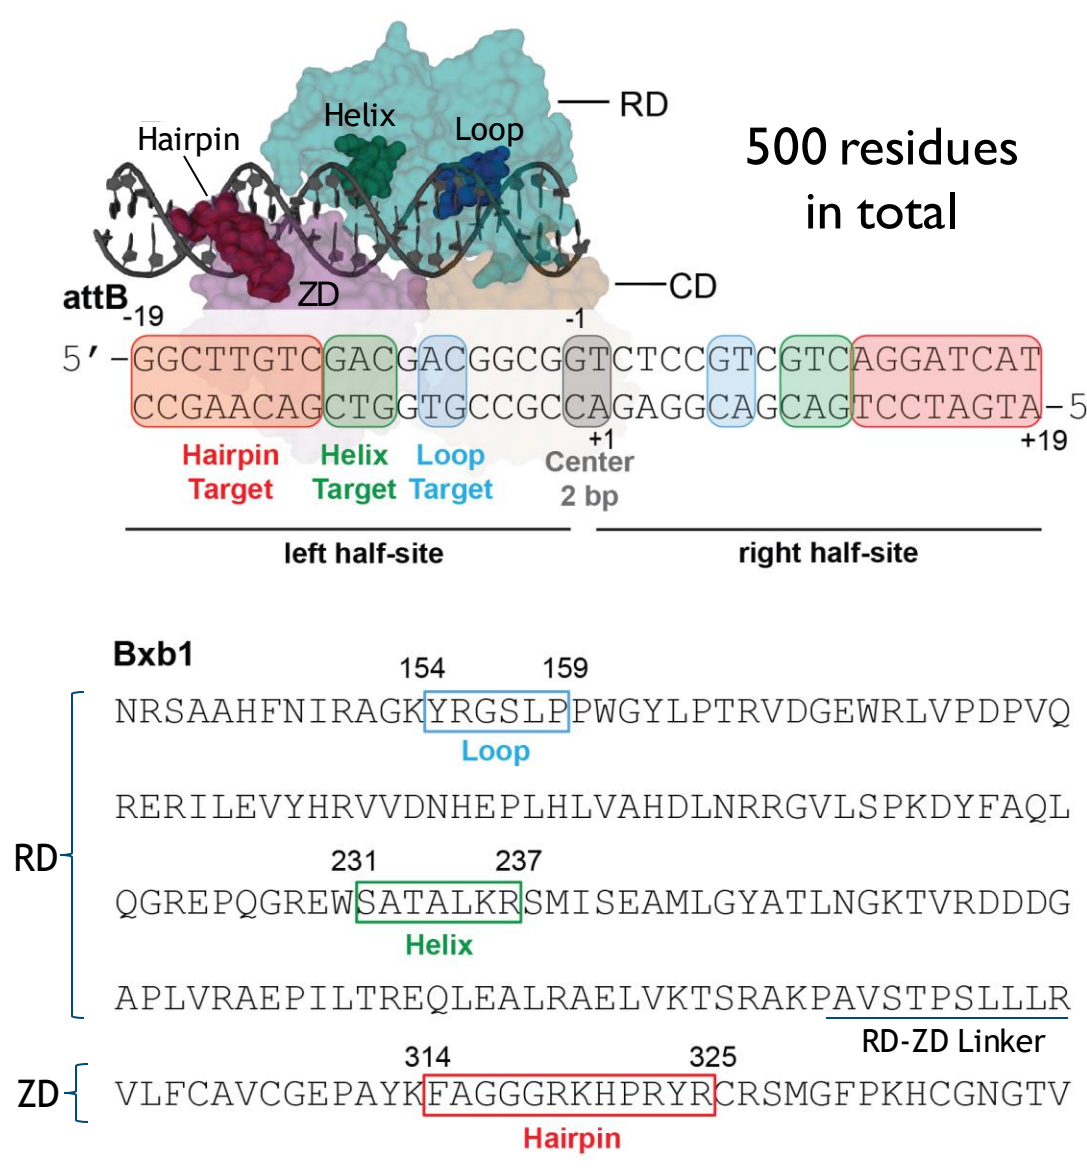 RD
Helix
Loop
Hairpin
500 residues
in total
ZD
CD
attB
-19
-1
5′ -GGCTTGTCGACGACGGCGGTCTCCGTCGTCAGGATCAT
CCGAACAGCTGGTGCCGCCAGAGGCAGCAGTCCTAGTA-5
+1
+19
Hairpin Target
Helix Target
Loop Target
Center 2 bp
left half-site
right half-site
Bxb1
154 159
NRSAAHFNIRAGKYRGSLPPWGYLPTRVDGEWRLVPDPVQ
Loop
RERILEVYHRVVDNHEPLHLVAHDLNRRGVLSPKDYFAQL
RD
231 237
QGREPQGREWSATALKRSMISEAMLGYATLNGKTVRDDDG
Helix
APLVRAEPILTREQLEALRAELVKTSRAKPAVSTPSLLLR
RD-ZD Linker
314 325
ZD
VLFCAVCGEPAYKFAGGGRKHPRYRCRSMGFPKHCGNGTV
Hairpin